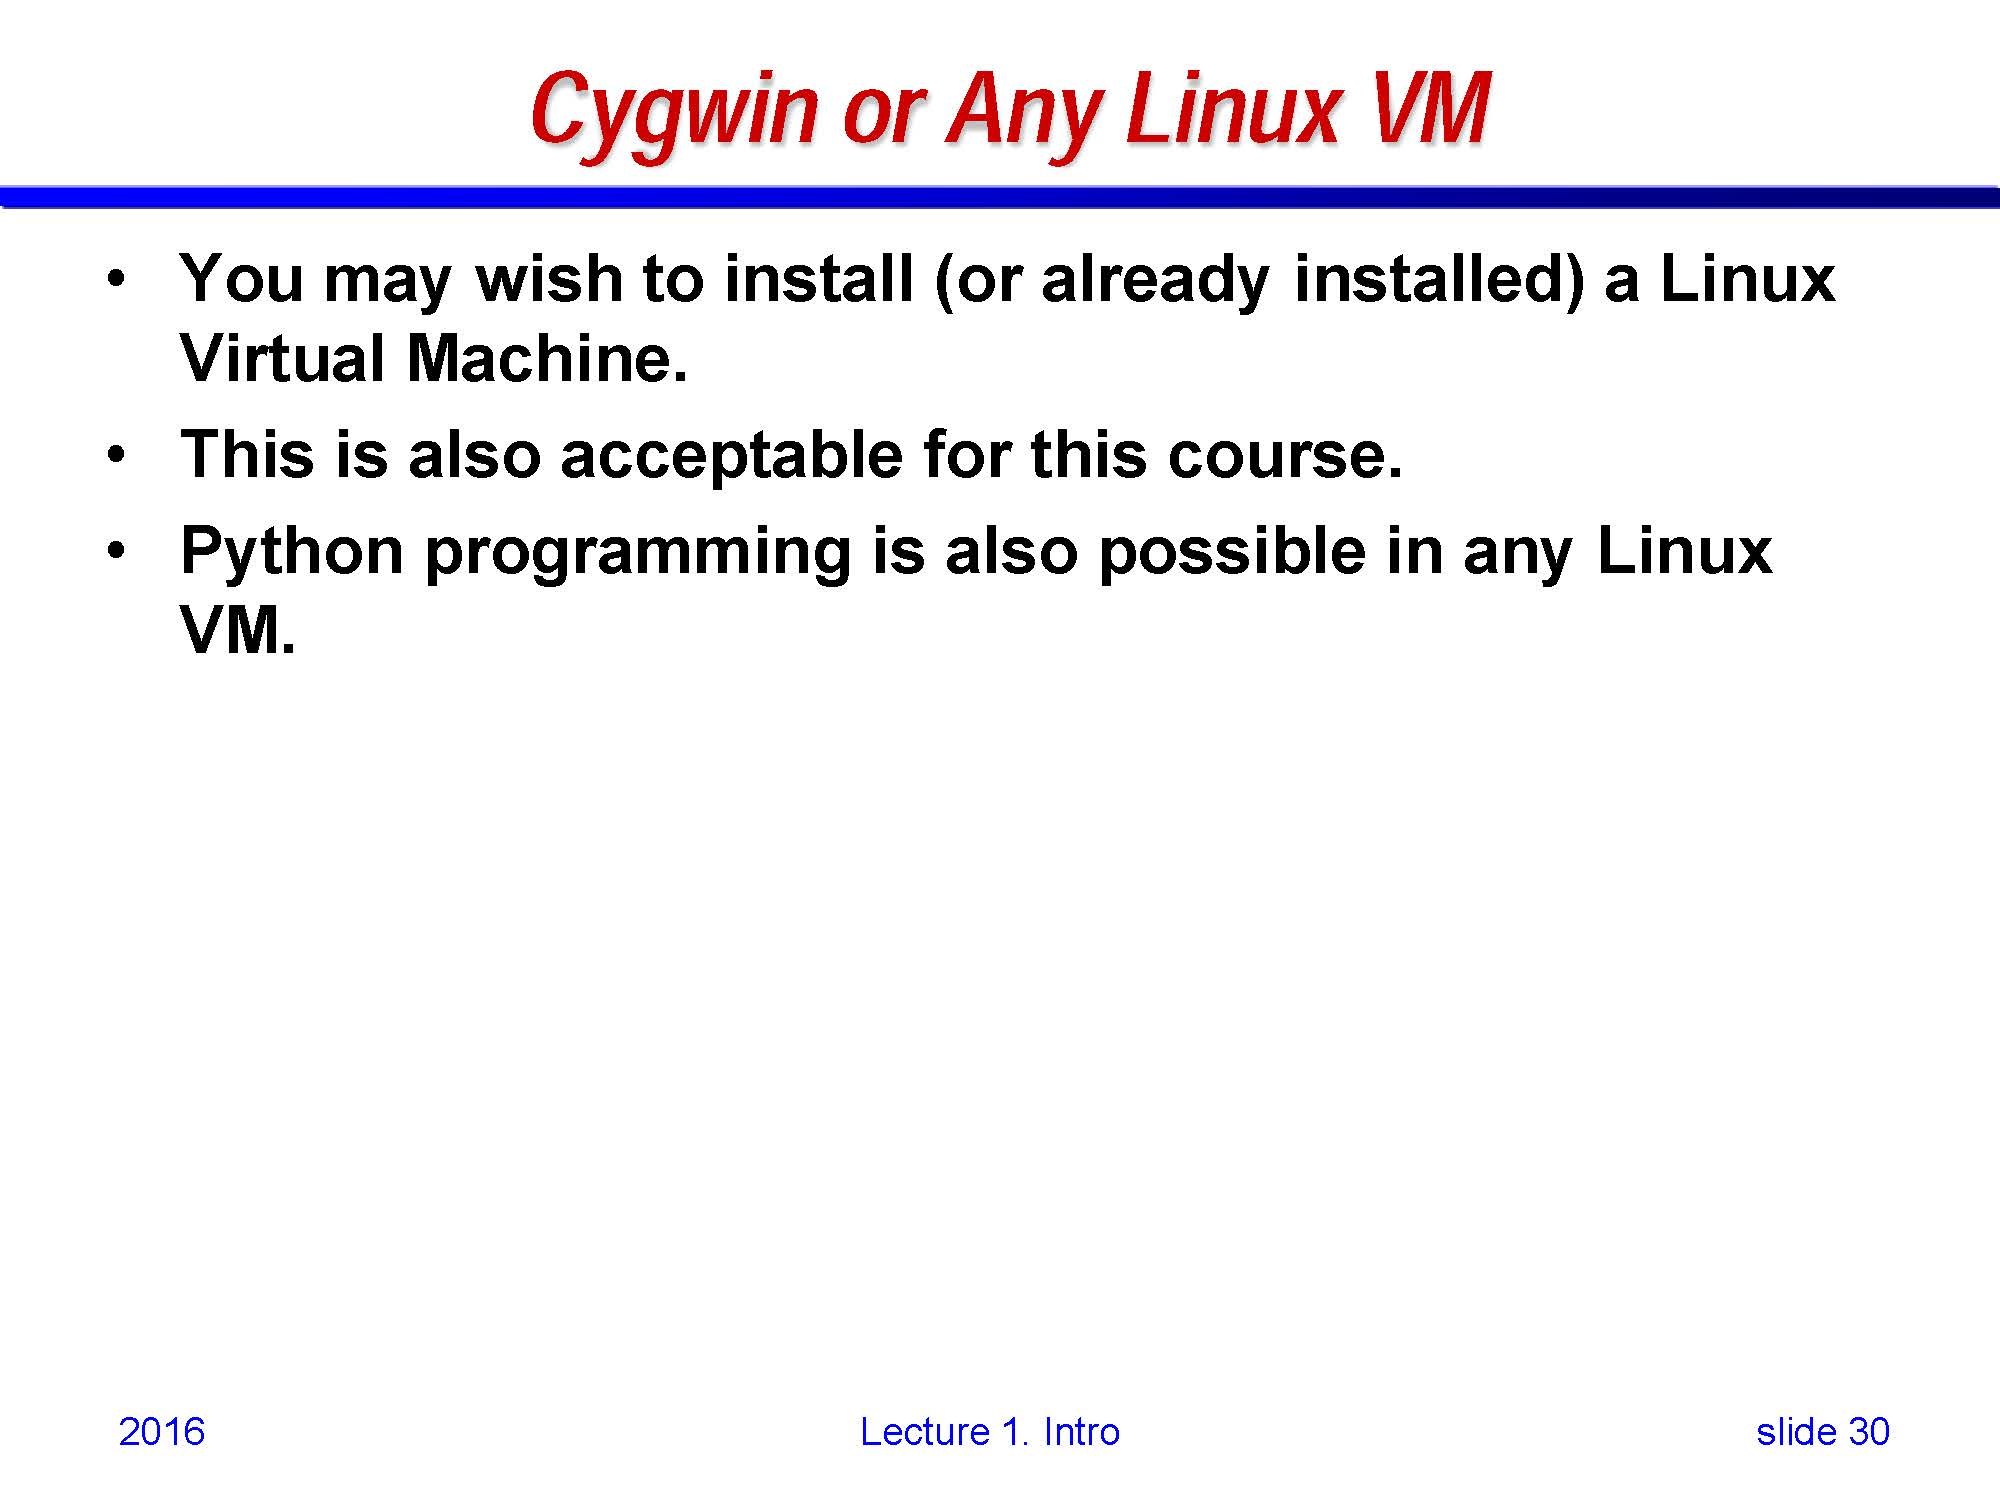 Cygwin or Any Linux VM
• You may wish to install (or already installed) a Linux
Virtual Machine.
• This is also acceptable for this course.
• Python programming is also possible in any Linux
VM.
2016 Lecture 1. Intro slide 30